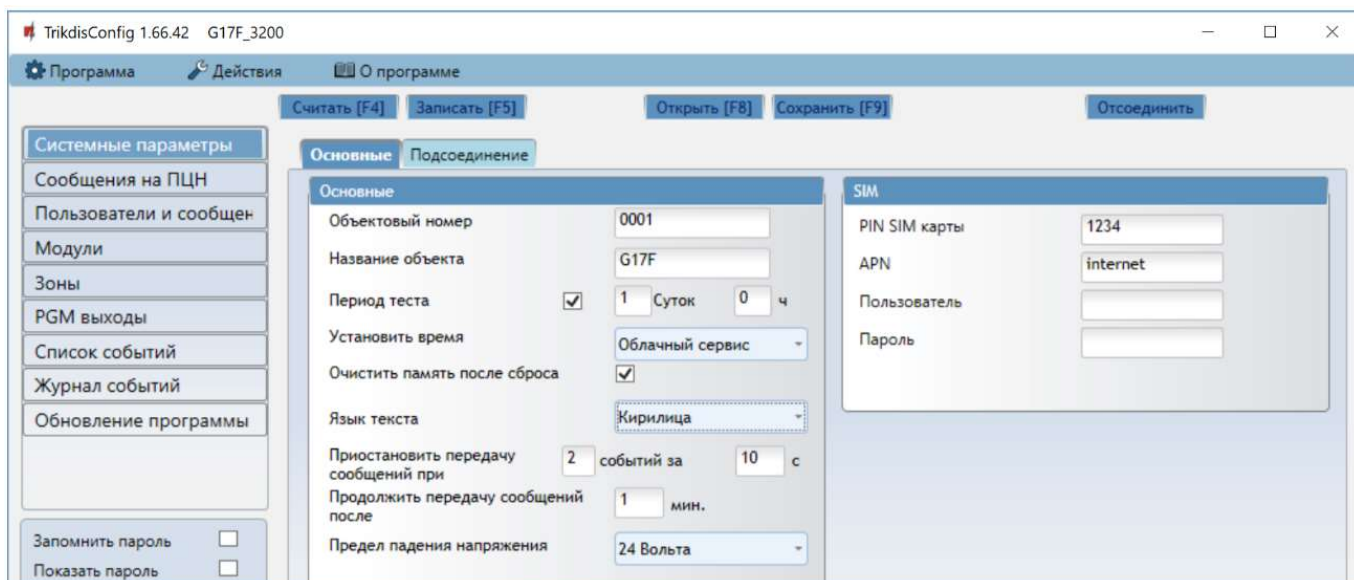 TrikdisConfig 1.66.42 G17F_3200
Программа Действия О программе
Считать [F4] Записать [F5] Открыть [F8] Сохранить [F9] Отсоединить
Системные параметры
Сообщения на ПЦН
Пользователи и сообщен
Модули
Зоны
PGM выходы
Список событий
Журнал событий
Обновление программы
Запомнить пароль
Показать пароль
Основные Подсоединение
Основные
Объектовый номер 0001
Название объекта G17F
Период теста 1 Суток 0 ч
Установить время Облачный сервис
Очистить память после сброса
Язык текста Кирилица
Приостановить передачу
сообщений при 2 событий за 10 с
Продолжить передачу сообщений
после 1 мин.
Предел падения напряжения 24 Вольта
SIM
PIN SIM карты 1234
APN internet
Пользователь
Пароль